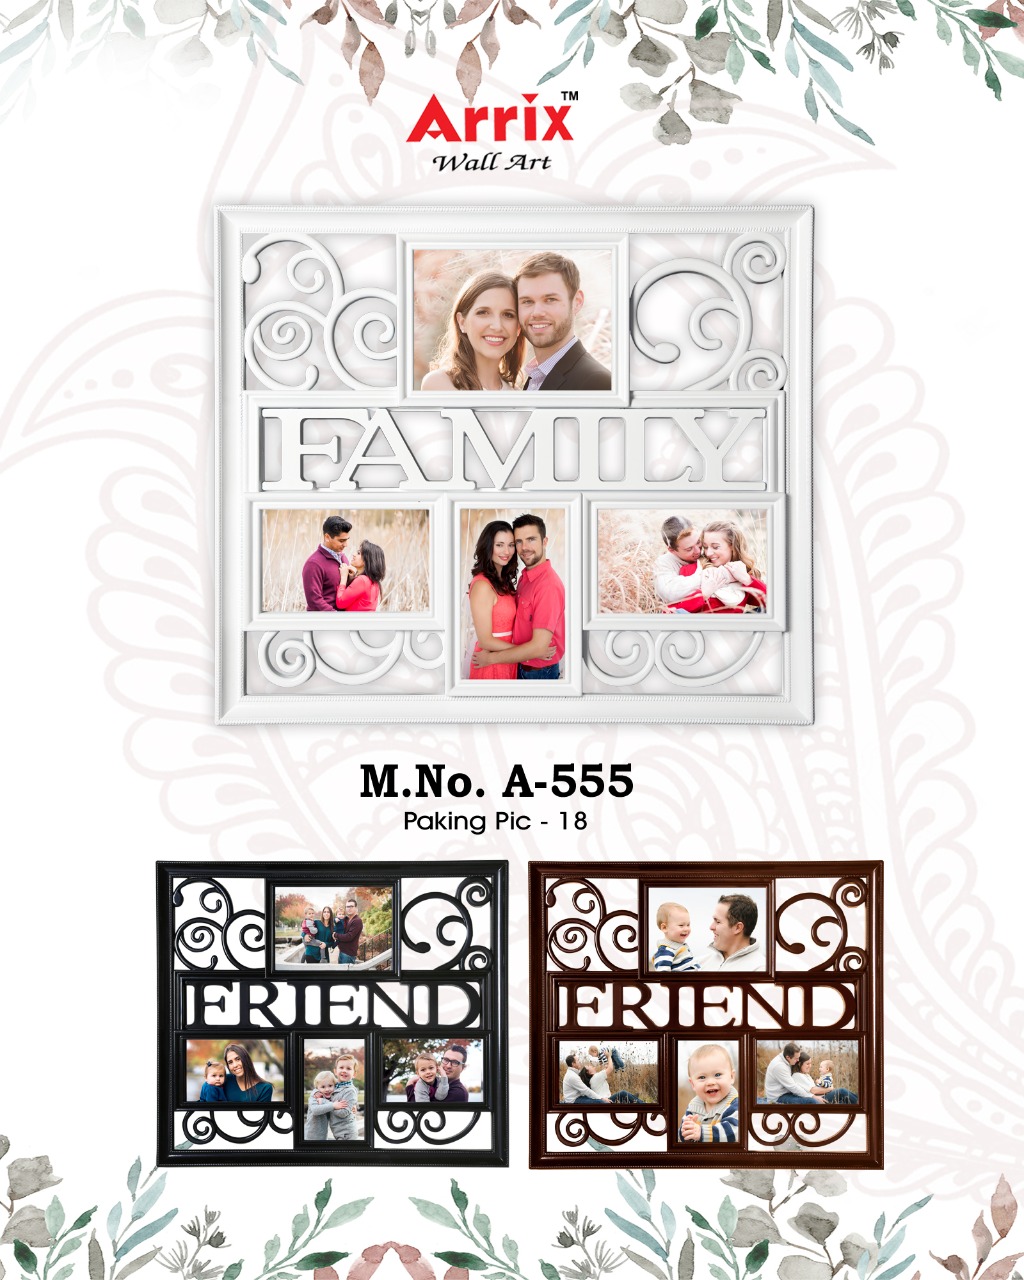 Arrix™
Wall Art
FAMILY
M.No. A-555
Paking Pic - 18
FRIEND
FRIEND